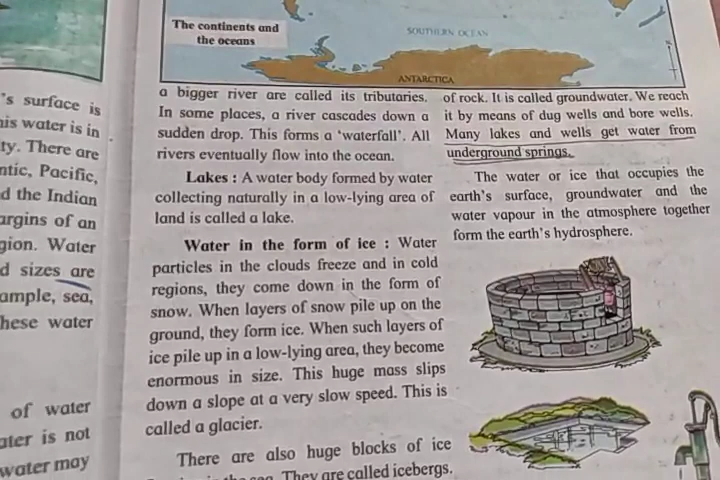 The continents and
the oceans
SOUTHERN OCEAN
ANTARCTICA
's surface is
his water is in
ty. There are
ntic, Pacific,
d the Indian
argins of an
gion. Water
d sizes are
ample, sea,
hese water
of water
ater is not
water may
a bigger river are called its tributaries.
In some places, a river cascades down a
sudden drop. This forms a ‘waterfall’. All
rivers eventually flow into the ocean.
Lakes : A water body formed by water
collecting naturally in a low-lying area of
land is called a lake.
Water in the form of ice : Water
particles in the clouds freeze and in cold
regions, they come down in the form of
snow. When layers of snow pile up on the
ground, they form ice. When such layers of
ice pile up in a low-lying area, they become
enormous in size. This huge mass slips
down a slope at a very slow speed. This is
called a glacier.
There are also huge blocks of ice
in the sea. They are called icebergs.
of rock. It is called groundwater. We reach
it by means of dug wells and bore wells.
Many lakes and wells get water from
underground springs.
The water or ice that occupies the
earth's surface, groundwater and the
water vapour in the atmosphere together
form the earth's hydrosphere.